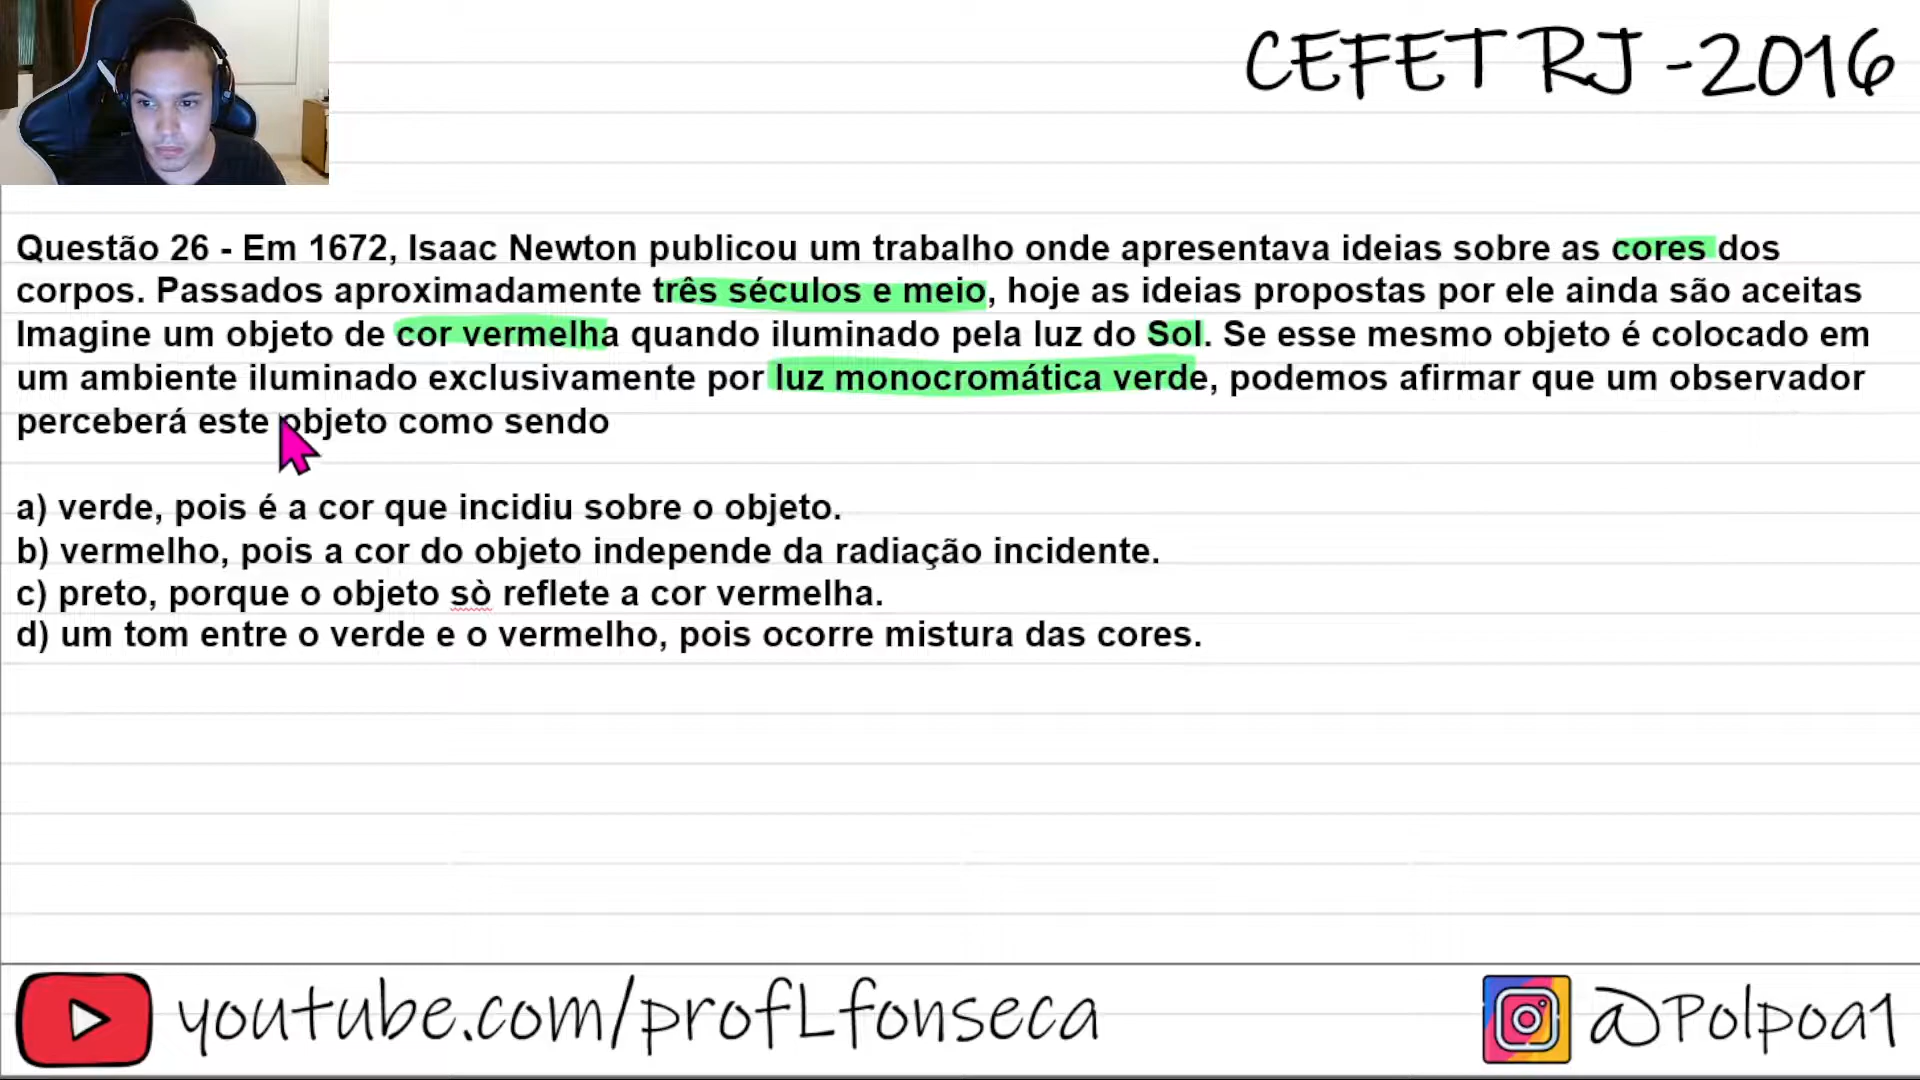 CEFET RJ - 2016
Questão 26 - Em 1672, Isaac Newton publicou um trabalho onde apresentava ideias sobre as cores dos
corpos. Passados aproximadamente três séculos e meio, hoje as ideias propostas por ele ainda são aceitas
Imagine um objeto de cor vermelha quando iluminado pela luz do Sol. Se esse mesmo objeto é colocado em
um ambiente iluminado exclusivamente por luz monocromática verde, podemos afirmar que um observador
perceberá este objeto como sendo
a) verde, pois é a cor que incidiu sobre o objeto.
b) vermelho, pois a cor do objeto independe da radiação incidente.
c) preto, porque o objeto sò reflete a cor vermelha.
d) um tom entre o verde e o vermelho, pois ocorre mistura das cores.
youtube.com/profLfonseca
@Polpoa1